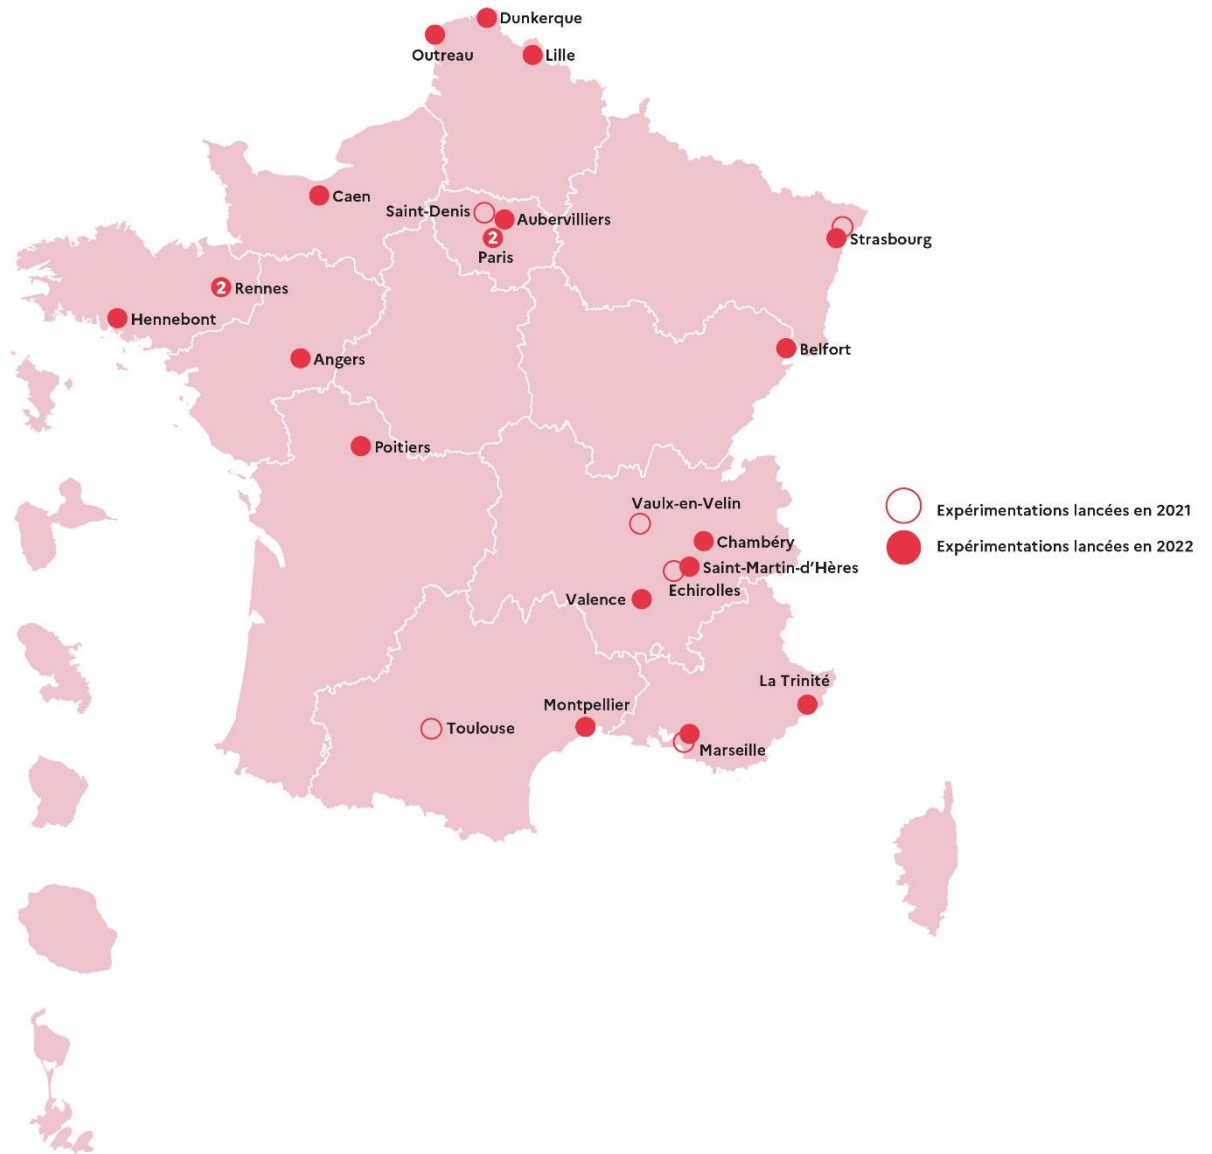 Dunkerque
Outreau
Lille
Caen
Saint-Denis
Aubervilliers
2
Paris
Strasbourg
2 Rennes
Hennebont
Belfort
Angers
Poitiers
Vaulx-en-Velin
Expérimentations lancées en 2021
Chambéry
Expérimentations lancées en 2022
Saint-Martin-d'Hères
Echirolles
Valence
La Trinité
Montpellier
Toulouse
Marseille